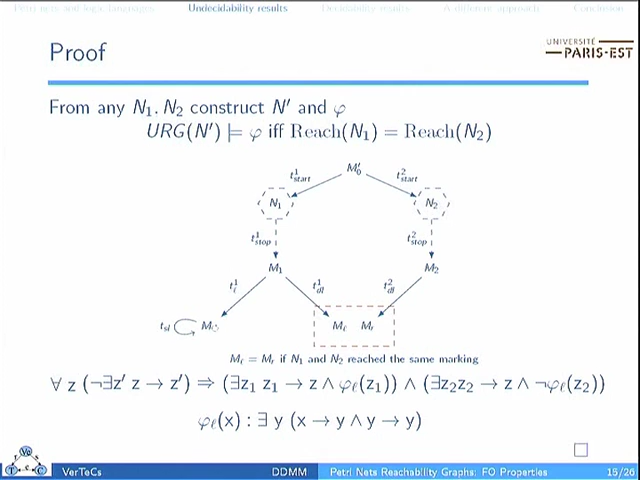 Petri nets and logic languages Undecidability results Decidability results A different approach Conclusion
Proof
UNIVERSITÉ
PARIS-EST
From any N₁, N₂ construct N′ and φ
URG(N′) ⊨ φ iff Reach(N₁) = Reach(N₂)
M′₀
t¹start t²start
N₁ N₂
t¹stop t²stop
M₁ M₂
t¹ℓ t¹dl t²dl
tsl M○ Mℓ Mr
Mℓ = Mr if N₁ and N₂ reached the same marking
∀ z (¬∃z′ z → z′) ⇒ (∃z₁ z₁ → z ∧ φℓ(z₁)) ∧ (∃z₂z₂ → z ∧ ¬φℓ(z₂))
φℓ(x) : ∃ y (x → y ∧ y → y)
VerTeCs DDMM Petri Nets Reachability Graphs: FO Properties 15/26